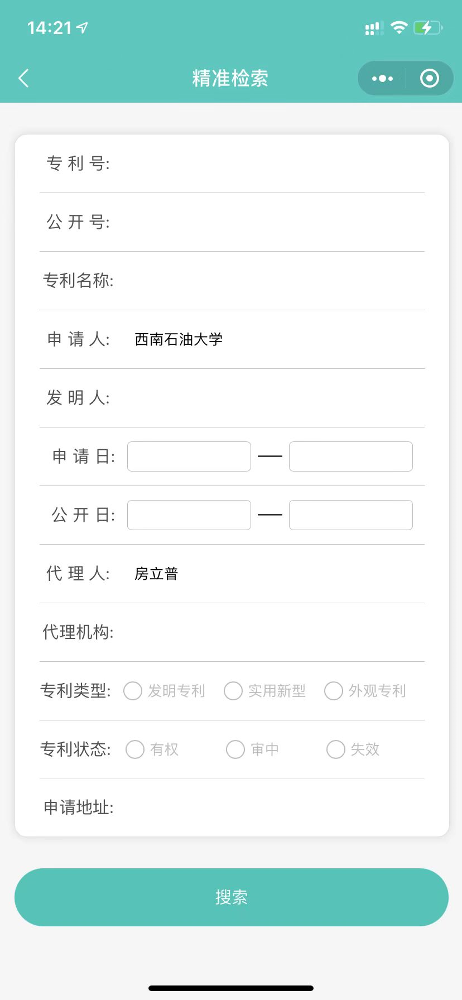 14:21
精准检索
专 利 号:
公 开 号:
专利名称:
申 请 人: 西南石油大学
发 明 人:
申 请 日: —
公 开 日: —
代 理 人: 房立普
代理机构:
专利类型: 发明专利 实用新型 外观专利
专利状态: 有权 审中 失效
申请地址:
搜索